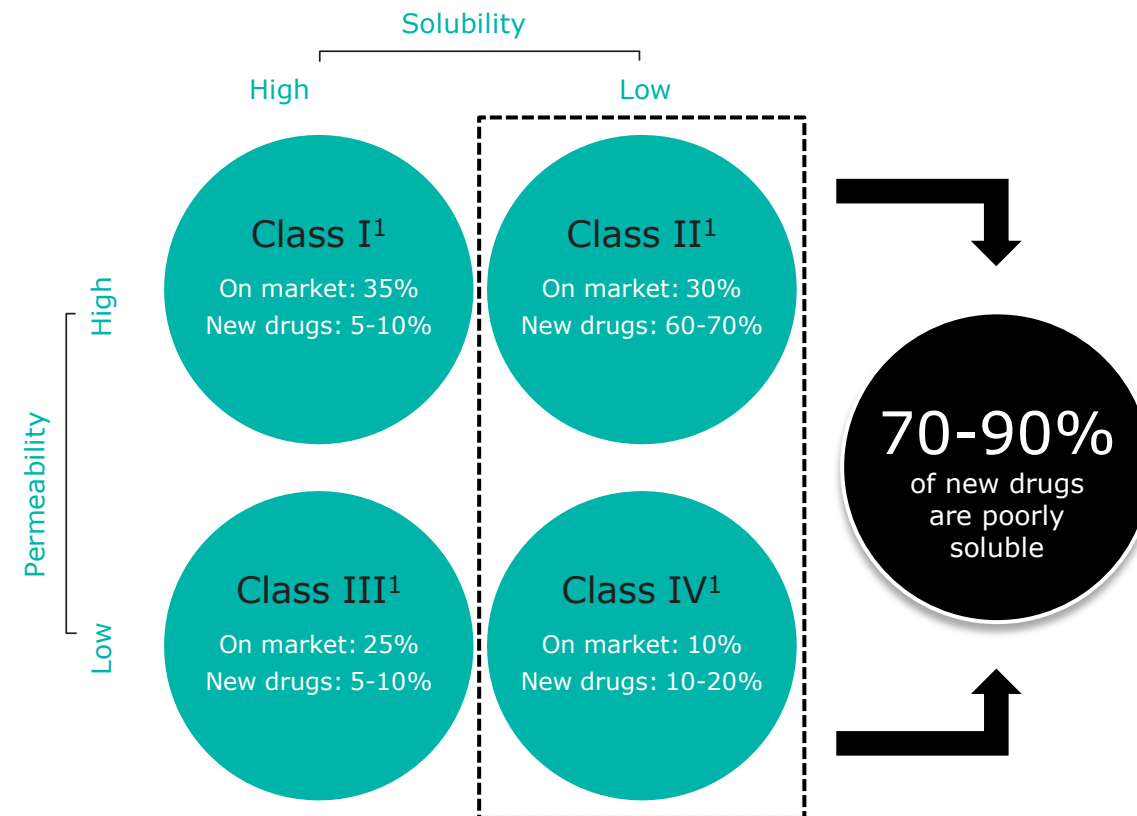 Solubility
High
Low
Permeability
High
Low
Class I¹
On market: 35%
New drugs: 5-10%
Class II¹
On market: 30%
New drugs: 60-70%
Class III¹
On market: 25%
New drugs: 5-10%
Class IV¹
On market: 10%
New drugs: 10-20%
70-90%
of new drugs
are poorly
soluble